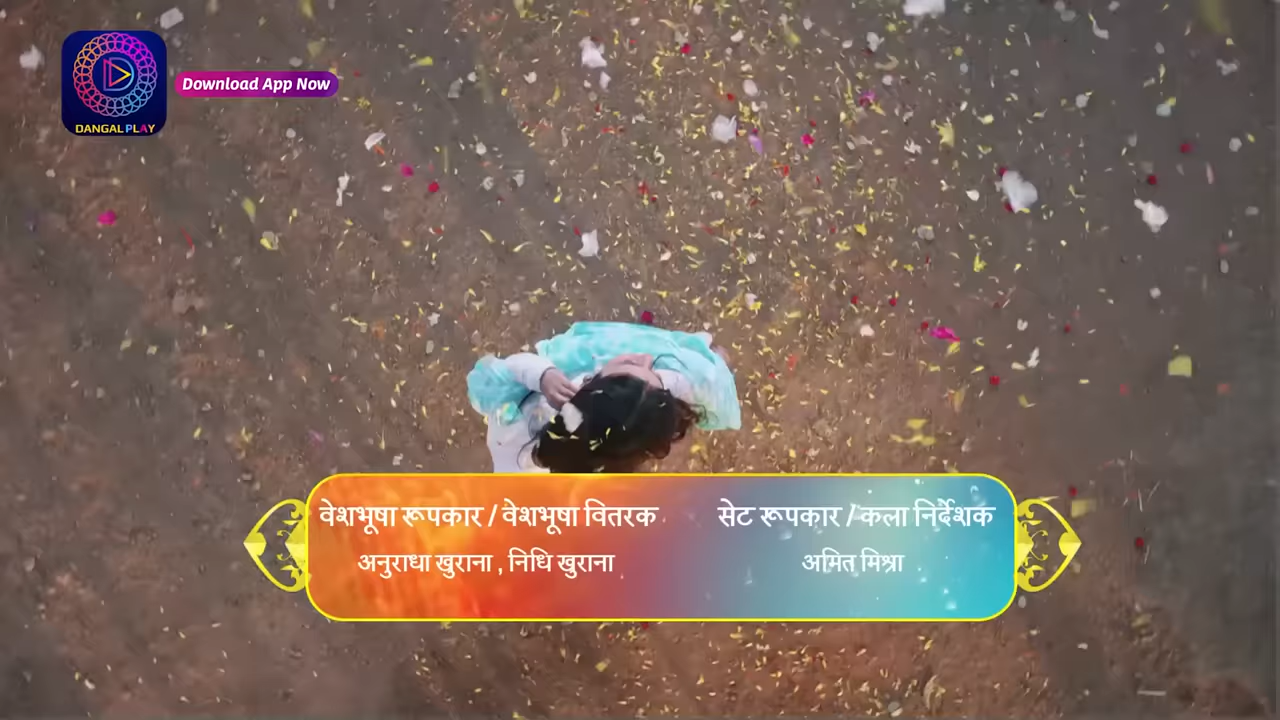 DANGAL PLAY
Download App Now
वेशभूषा रूपकार / वेशभूषा वितरक
अनुराधा खुराना , निधि खुराना
सेट रूपकार / कला निर्देशक
अमित मिश्रा